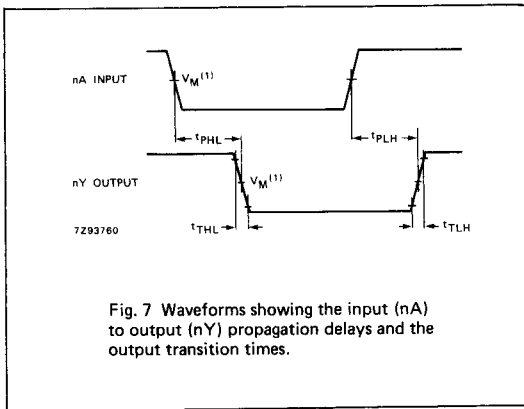 nA INPUT
VM(1)
tPHL
tPLH
nY OUTPUT
VM(1)
7Z93760
tTHL
tTLH
Fig. 7 Waveforms showing the input (nA)
to output (nY) propagation delays and the
output transition times.